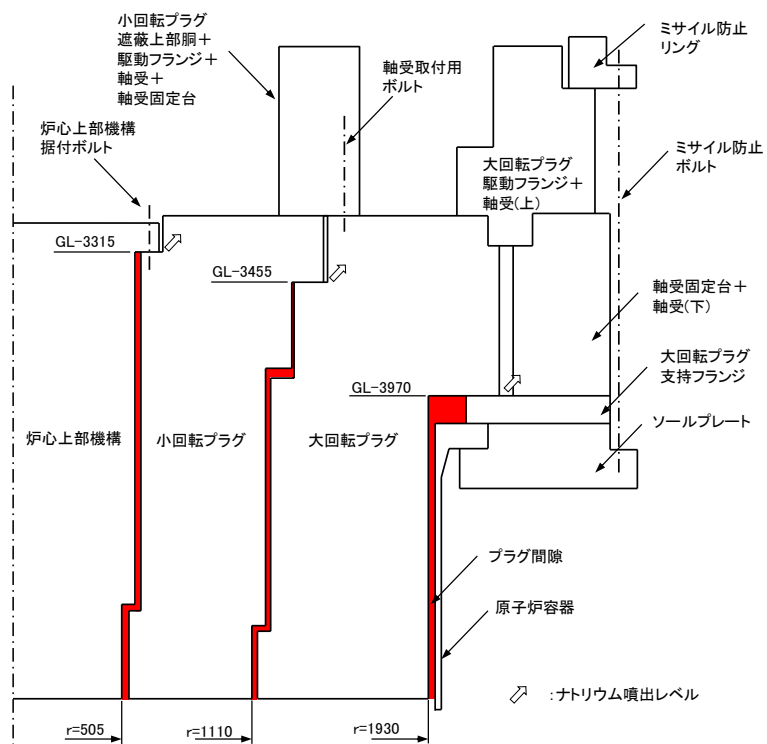 小回転プラグ
遮蔽上部胴＋
駆動フランジ＋
軸受＋
軸受固定台
軸受取付用
ボルト
ミサイル防止
リング
炉心上部機構
据付ボルト
ミサイル防止
ボルト
大回転プラグ
駆動フランジ＋
軸受(上)
GL-3315
GL-3455
軸受固定台＋
軸受(下)
大回転プラグ
支持フランジ
GL-3970
ソールプレート
炉心上部機構
小回転プラグ
大回転プラグ
プラグ間隙
原子炉容器
:ナトリウム噴出レベル
r=505
r=1110
r=1930